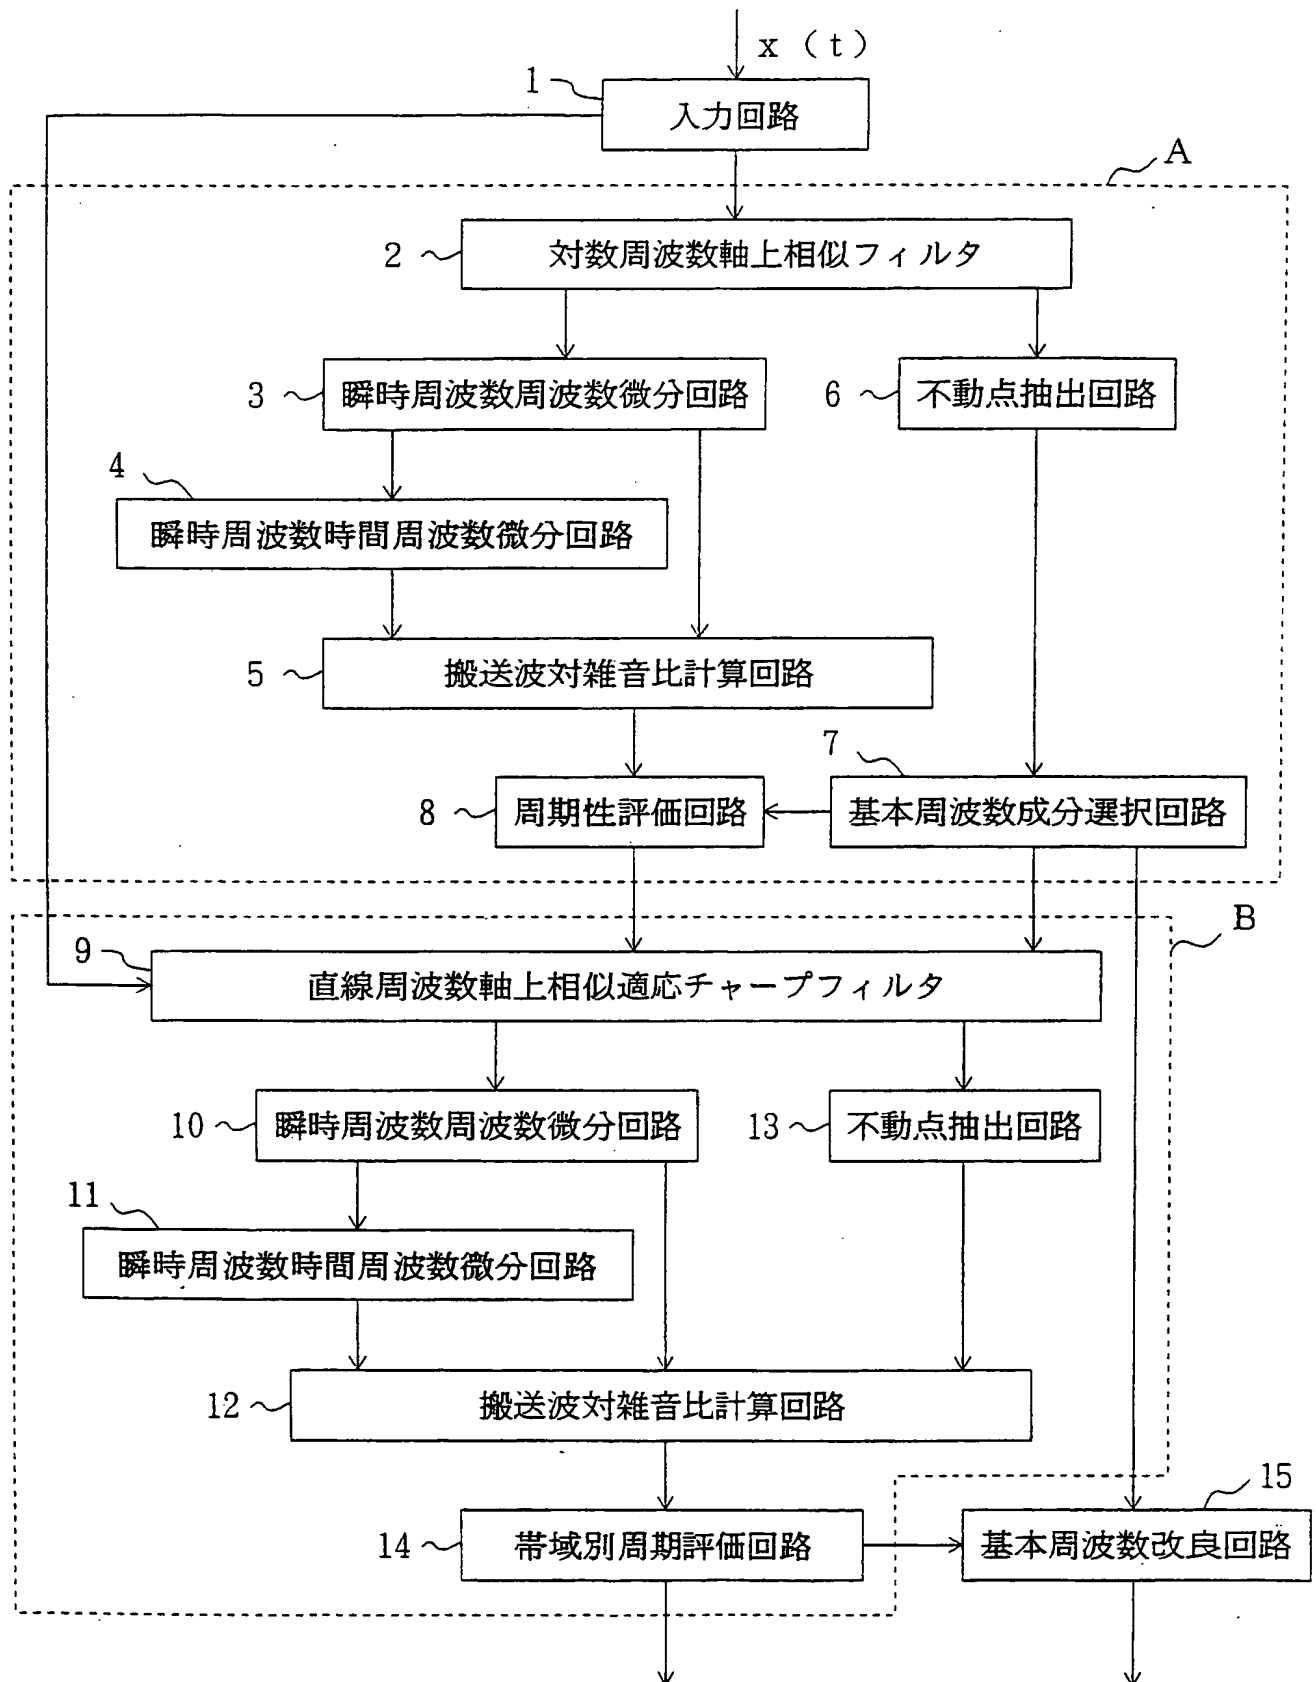 x（t）
1
入力回路
A
2
対数周波数軸上相似フィルタ
3
瞬時周波数周波数微分回路
6
不動点抽出回路
4
瞬時周波数時間周波数微分回路
5
搬送波対雑音比計算回路
7
8
周期性評価回路
基本周波数成分選択回路
B
9
直線周波数軸上相似適応チャープフィルタ
10
瞬時周波数周波数微分回路
13
不動点抽出回路
11
瞬時周波数時間周波数微分回路
12
搬送波対雑音比計算回路
15
14
帯域別周期評価回路
基本周波数改良回路